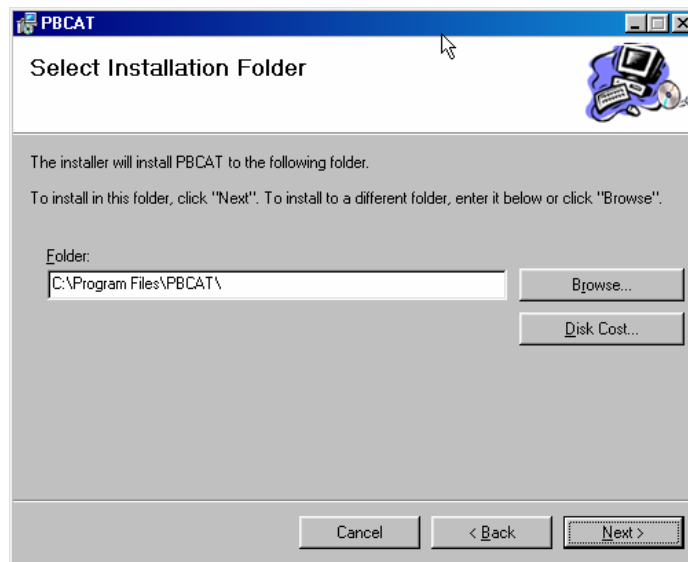 PBCAT
Select Installation Folder
The installer will install PBCAT to the following folder.
To install in this folder, click "Next". To install to a different folder, enter it below or click "Browse".
Folder:
C:\Program Files\PBCAT\
Browse...
Disk Cost...
Cancel
< Back
Next >